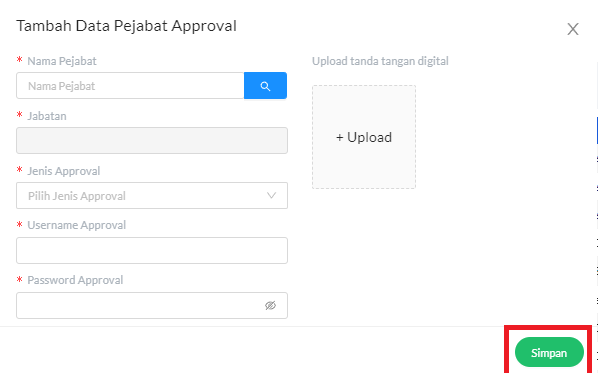 Tambah Data Pejabat Approval
* Nama Pejabat
Nama Pejabat
* Jabatan
* Jenis Approval
Pilih Jenis Approval
* Username Approval
* Password Approval
Upload tanda tangan digital
+ Upload
Simpan